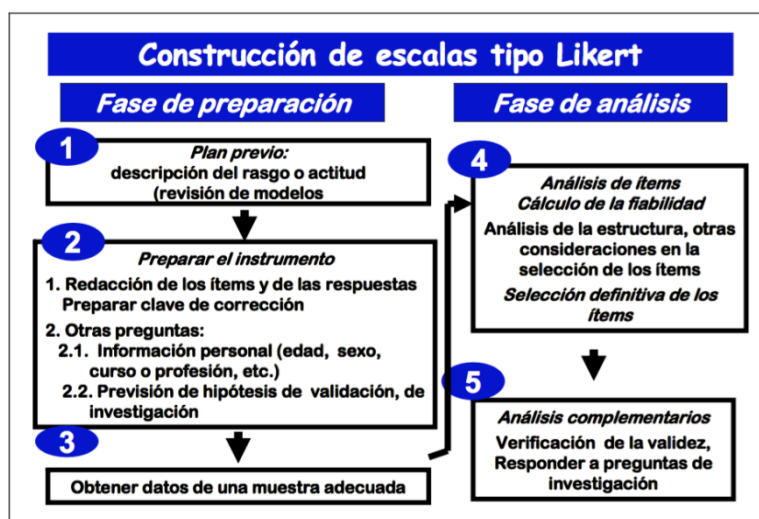 Construcción de escalas tipo Likert
Fase de preparación
1
Plan previo:
descripción del rasgo o actitud
(revisión de modelos
2
Preparar el instrumento
1. Redacción de los ítems y de las respuestas
Preparar clave de corrección
2. Otras preguntas:
2.1. Información personal (edad, sexo,
curso o profesión, etc.)
2.2. Previsión de hipótesis de validación, de
investigación
3
Obtener datos de una muestra adecuada
Fase de análisis
4
Análisis de ítems
Cálculo de la fiabilidad
Análisis de la estructura, otras
consideraciones en la
selección de los ítems
Selección definitiva de los
ítems
5
Análisis complementarios
Verificación de la validez,
Responder a preguntas de
investigación